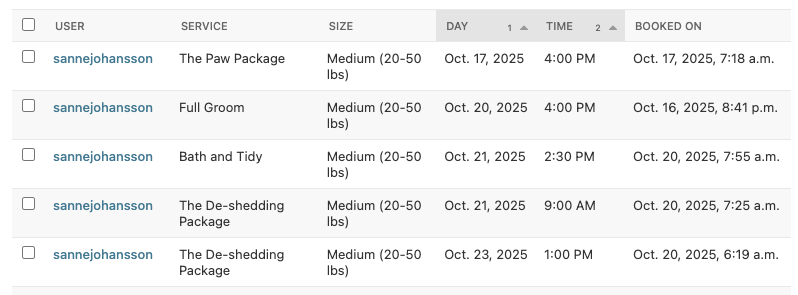 USER SERVICE SIZE DAY 1 TIME 2 BOOKED ON
sannejohansson The Paw Package Medium (20-50 lbs) Oct. 17, 2025 4:00 PM Oct. 17, 2025, 7:18 a.m.
sannejohansson Full Groom Medium (20-50 lbs) Oct. 20, 2025 4:00 PM Oct. 16, 2025, 8:41 p.m.
sannejohansson Bath and Tidy Medium (20-50 lbs) Oct. 21, 2025 2:30 PM Oct. 20, 2025, 7:55 a.m.
sannejohansson The De-shedding Package Medium (20-50 lbs) Oct. 21, 2025 9:00 AM Oct. 20, 2025, 7:25 a.m.
sannejohansson The De-shedding Package Medium (20-50 lbs) Oct. 23, 2025 1:00 PM Oct. 20, 2025, 6:19 a.m.